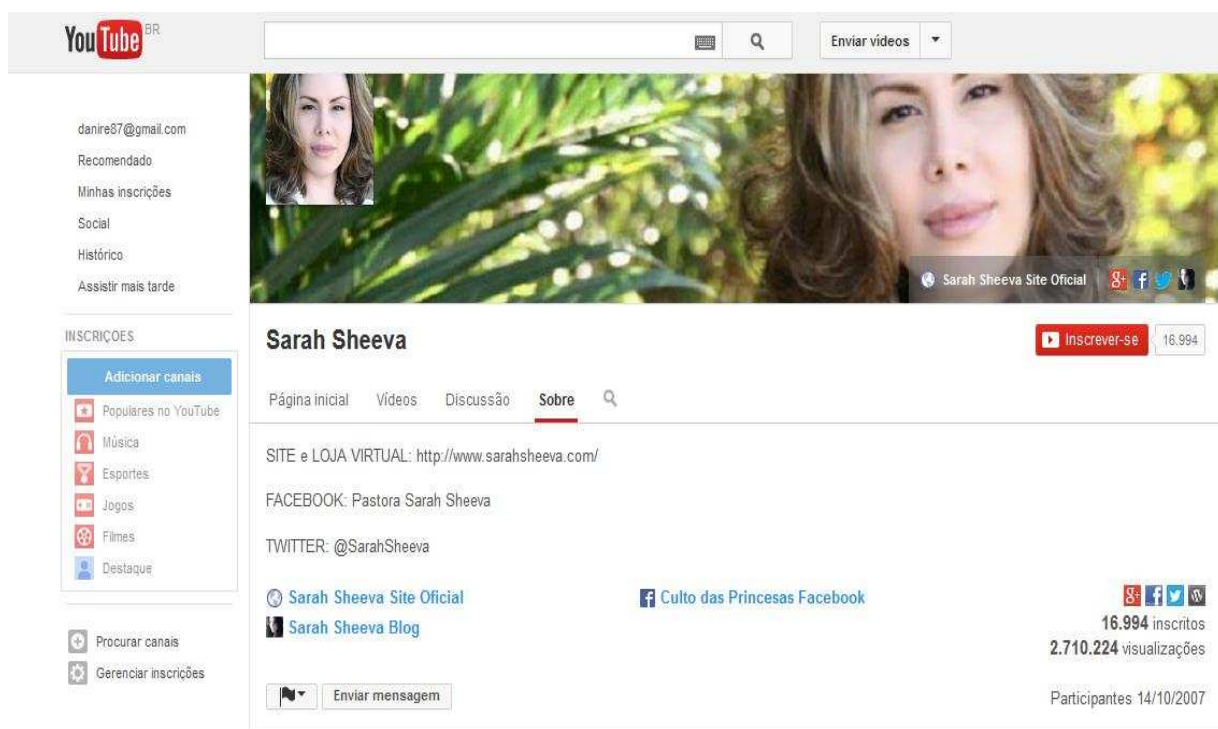 YouTube BR
Enviar vídeos
danire87@gmail.com
Recomendado
Minhas inscrições
Social
Histórico
Assistir mais tarde
INSCRIÇÕES
Adicionar canais
Populares no YouTube
Música
Esportes
Jogos
Filmes
Destaque
Procurar canais
Gerenciar inscrições
Sarah Sheeva Site Oficial
Sarah Sheeva
Inscrever-se 16.994
Página inicial Vídeos Discussão Sobre
SITE e LOJA VIRTUAL: http://www.sarahsheeva.com/
FACEBOOK: Pastora Sarah Sheeva
TWITTER: @SarahSheeva
Sarah Sheeva Site Oficial Culto das Princesas Facebook
Sarah Sheeva Blog
16.994 inscritos
2.710.224 visualizações
Enviar mensagem
Participantes 14/10/2007